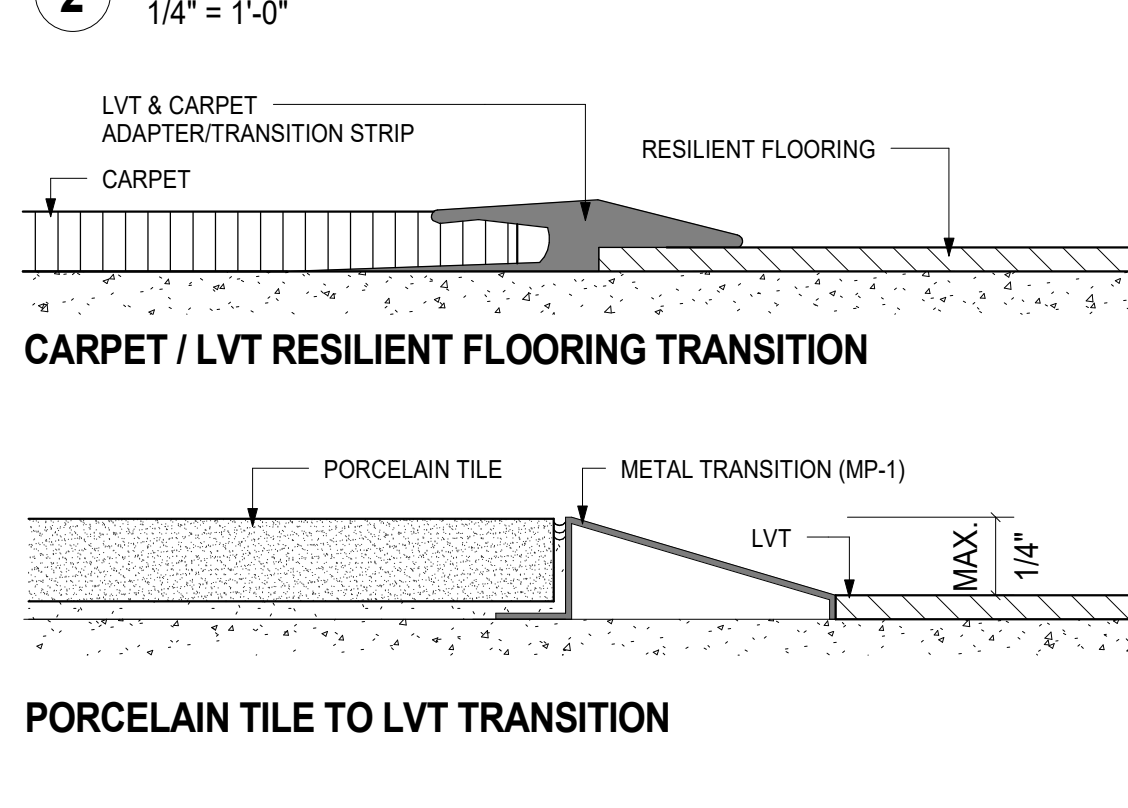 2
1/4" = 1'-0"
LVT & CARPET
ADAPTER/TRANSITION STRIP
RESILIENT FLOORING
CARPET
CARPET / LVT RESILIENT FLOORING TRANSITION
PORCELAIN TILE
METAL TRANSITION (MP-1)
LVT
MAX.
1/4"
PORCELAIN TILE TO LVT TRANSITION